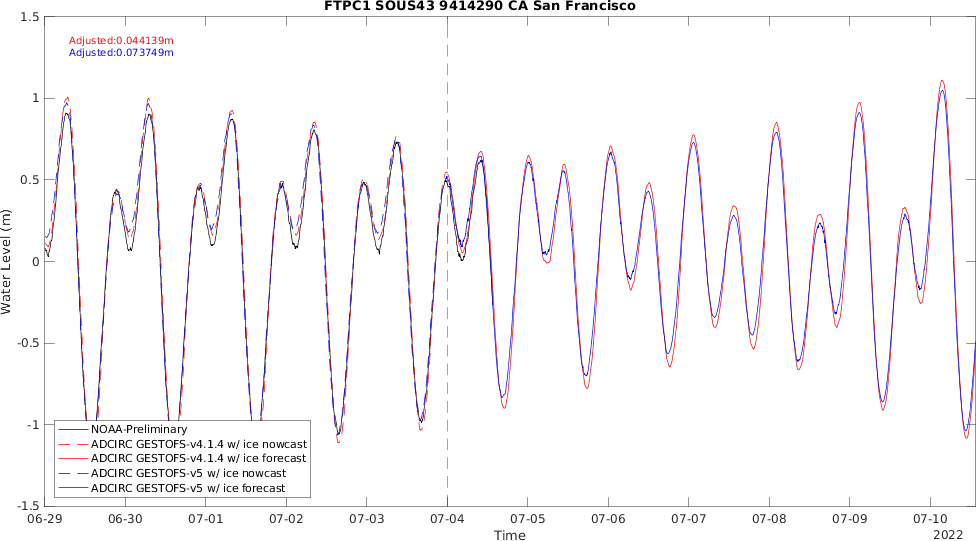 FTPC1 SOUS43 9414290 CA San Francisco
Adjusted:0.044139m
Adjusted:0.073749m
1.5
1
0.5
0
-0.5
-1
-1.5
Water Level (m)
NOAA-Preliminary
ADCIRC GESTOFS-v4.1.4 w/ ice nowcast
ADCIRC GESTOFS-v4.1.4 w/ ice forecast
ADCIRC GESTOFS-v5 w/ ice nowcast
ADCIRC GESTOFS-v5 w/ ice forecast
06-29 06-30 07-01 07-02 07-03 07-04 07-05 07-06 07-07 07-08 07-09 07-10
Time
2022